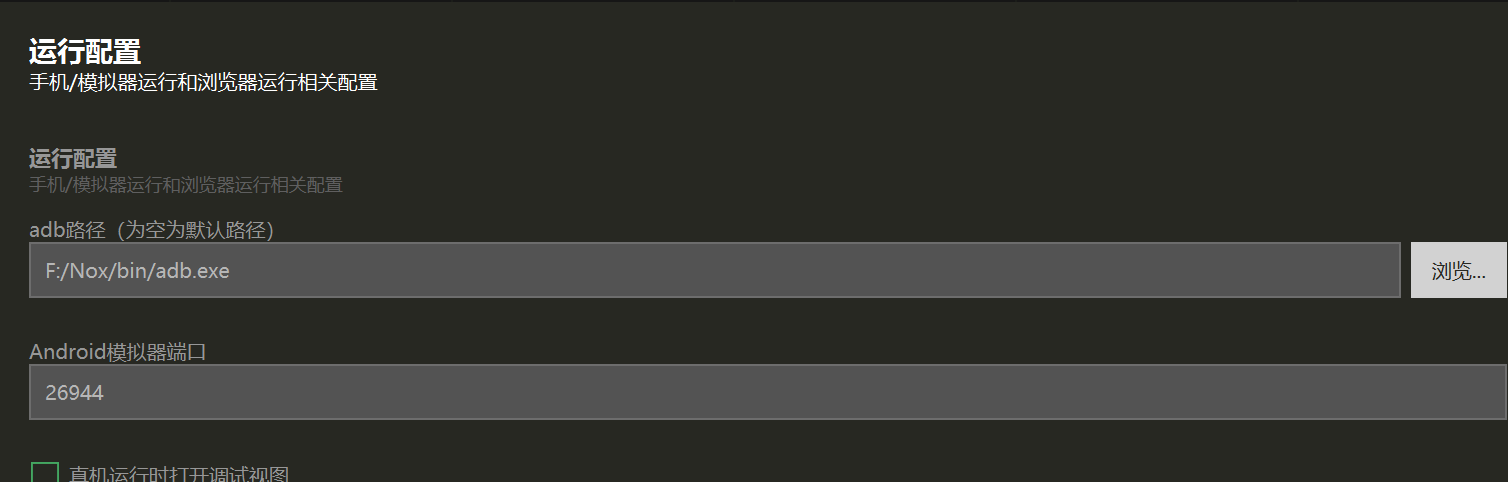 运行配置
手机/模拟器运行和浏览器运行相关配置
运行配置
手机/模拟器运行和浏览器运行相关配置
adb路径（为空为默认路径）
F:/Nox/bin/adb.exe
浏览...
Android模拟器端口
26944
真机运行时打开调试视图